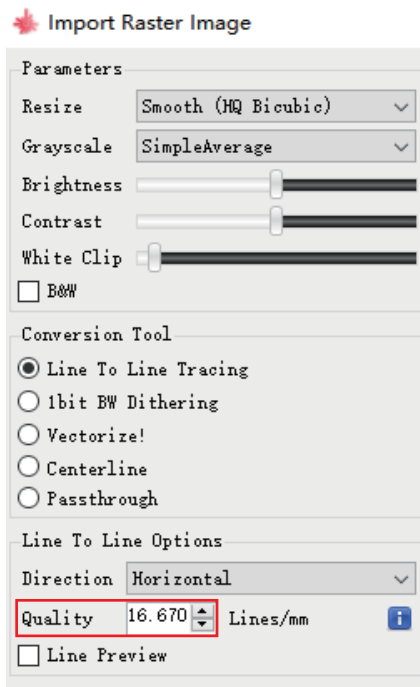 Import Raster Image
Parameters
Resize Smooth (HQ Bicubic)
Grayscale SimpleAverage
Brightness
Contrast
White Clip
B&W
Conversion Tool
Line To Line Tracing
1bit BW Dithering
Vectorize!
Centerline
Passthrough
Line To Line Options
Direction Horizontal
Quality 16.670 Lines/mm i
Line Preview